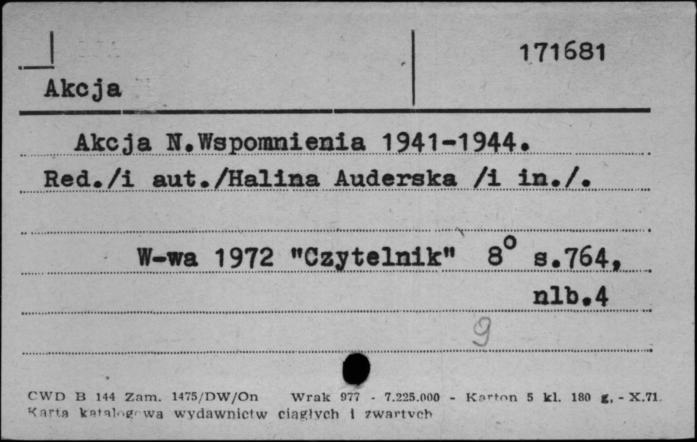 171681
Akcja
Akcja N.Wspomnienia 1941-1944.
Red./i aut./Halina Auderska /i in./.
W-wa 1972 "Czytelnik" 8° s.764,
nlb.4
9
CWD B 144 Zam. 1475/DW/On Wrak 977 - 7.225.000 - Karton 5 kl. 180 g. - X.71.
Karta katalogowa wydawnictw ciągłych i zwartych